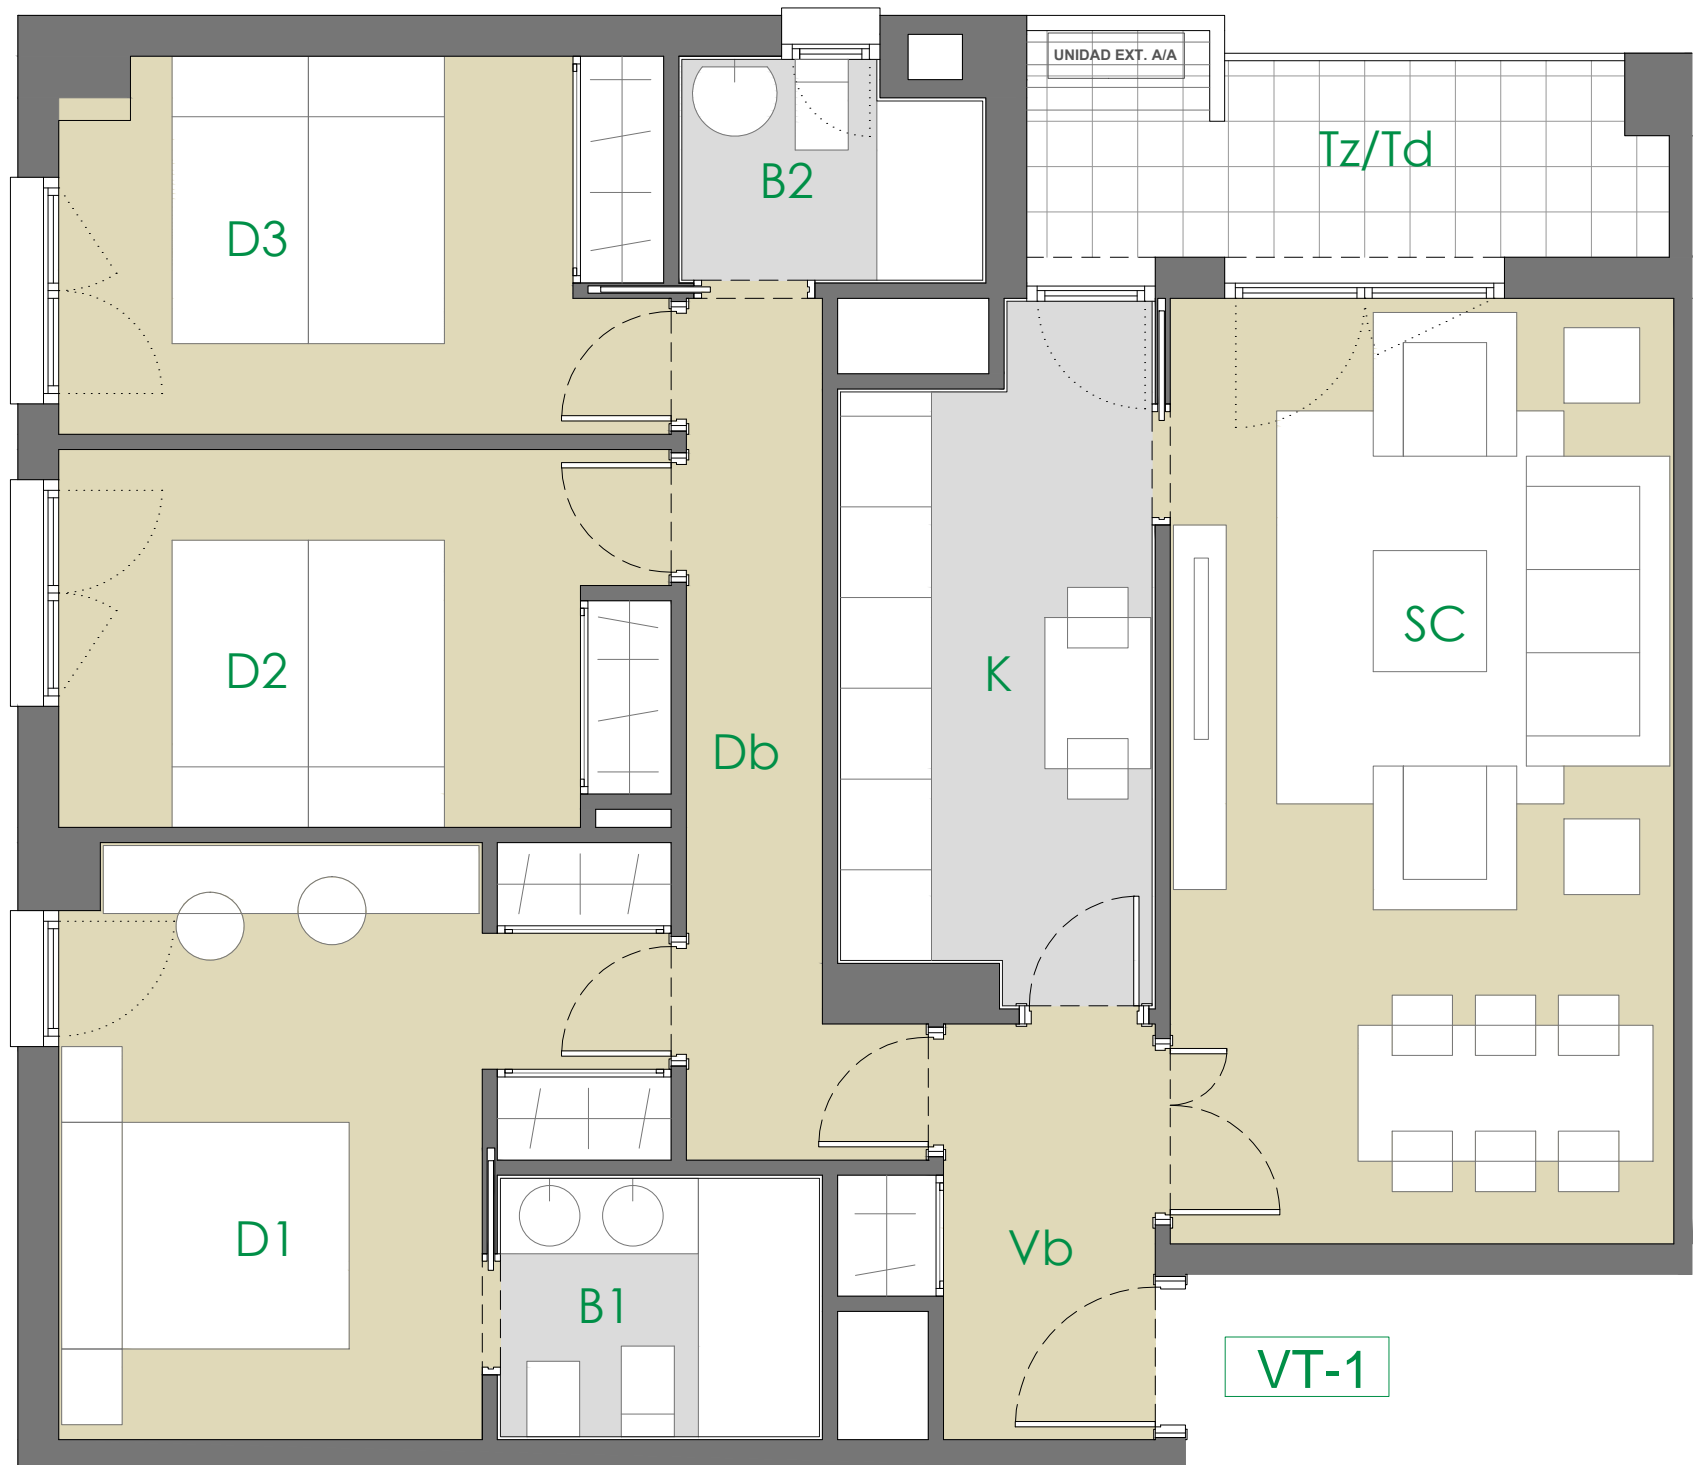 UNIDAD EXT. A/A
Tz/Td
B2
D3
SC
D2
K
Db
D1
Vb
B1
VT-1